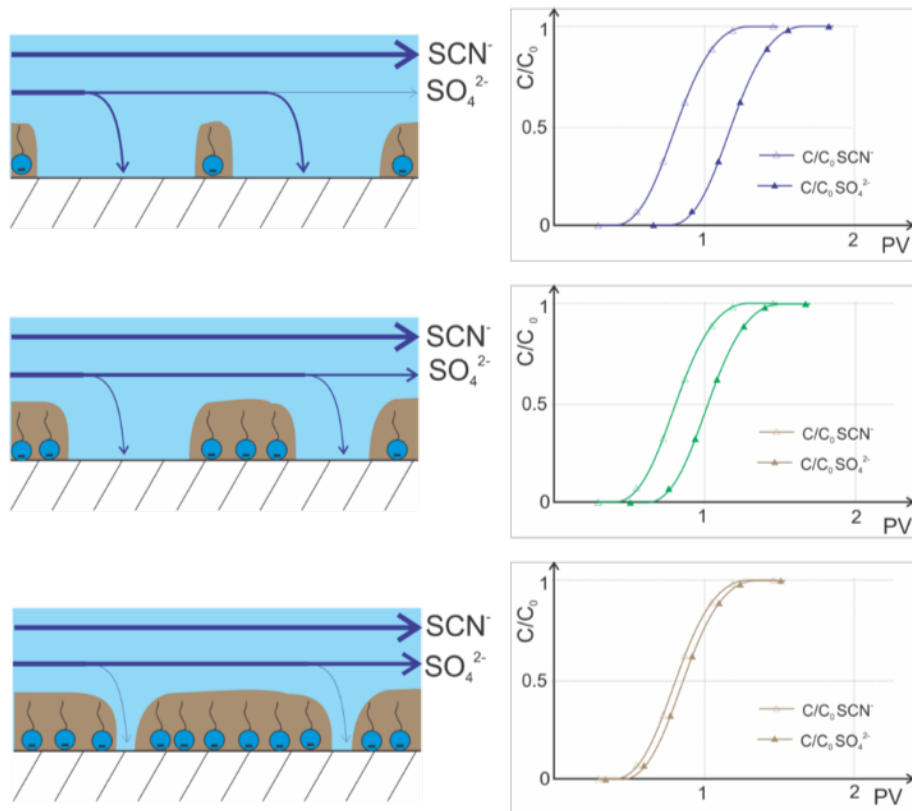 SCN⁻
SO₄²⁻
C/C₀
1
0.5
0
1
2
PV
C/C₀ SCN⁻
C/C₀ SO₄²⁻
SCN⁻
SO₄²⁻
C/C₀
1
0.5
0
1
2
PV
C/C₀ SCN⁻
C/C₀ SO₄²⁻
SCN⁻
SO₄²⁻
C/C₀
1
0.5
0
1
2
PV
C/C₀ SCN⁻
C/C₀ SO₄²⁻